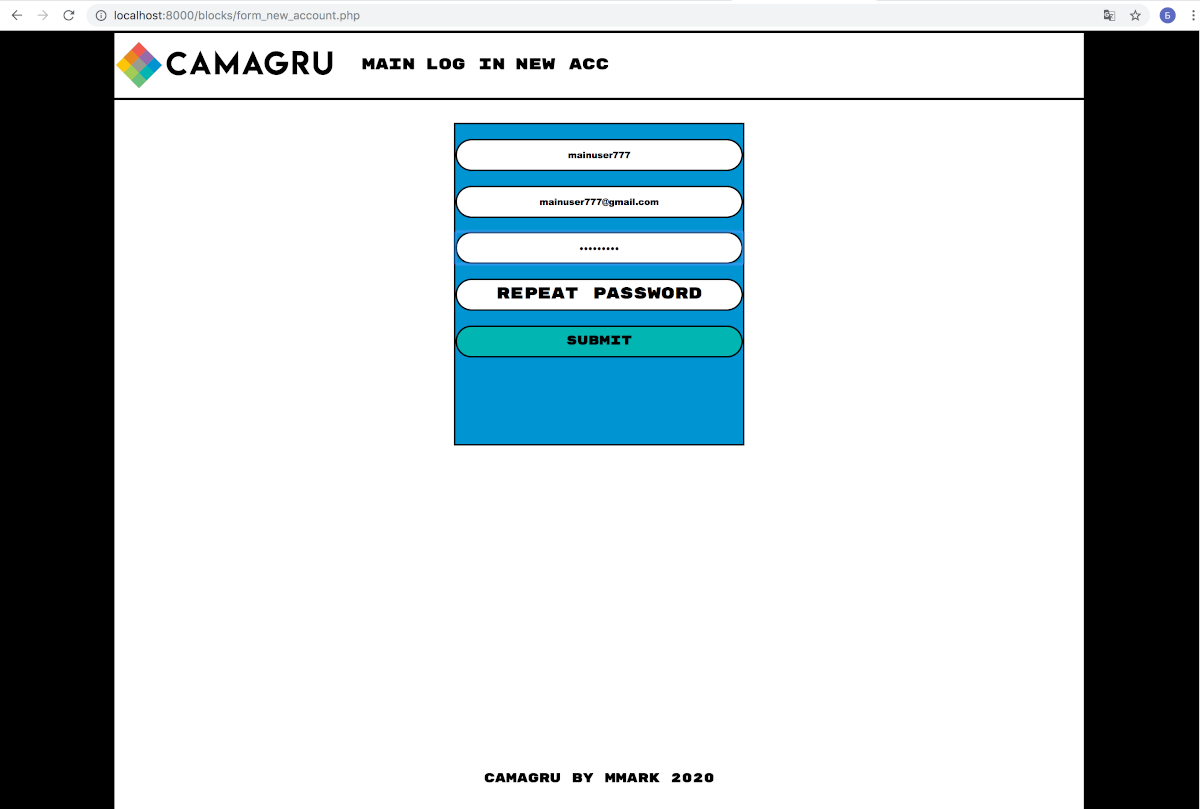 localhost:8000/blocks/form_new_account.php
Б
CAMAGRU MAIN LOG IN NEW ACC
mainuser777
mainuser777@gmail.com
•••••••••
REPEAT PASSWORD
SUBMIT
CAMAGRU BY MMARK 2020